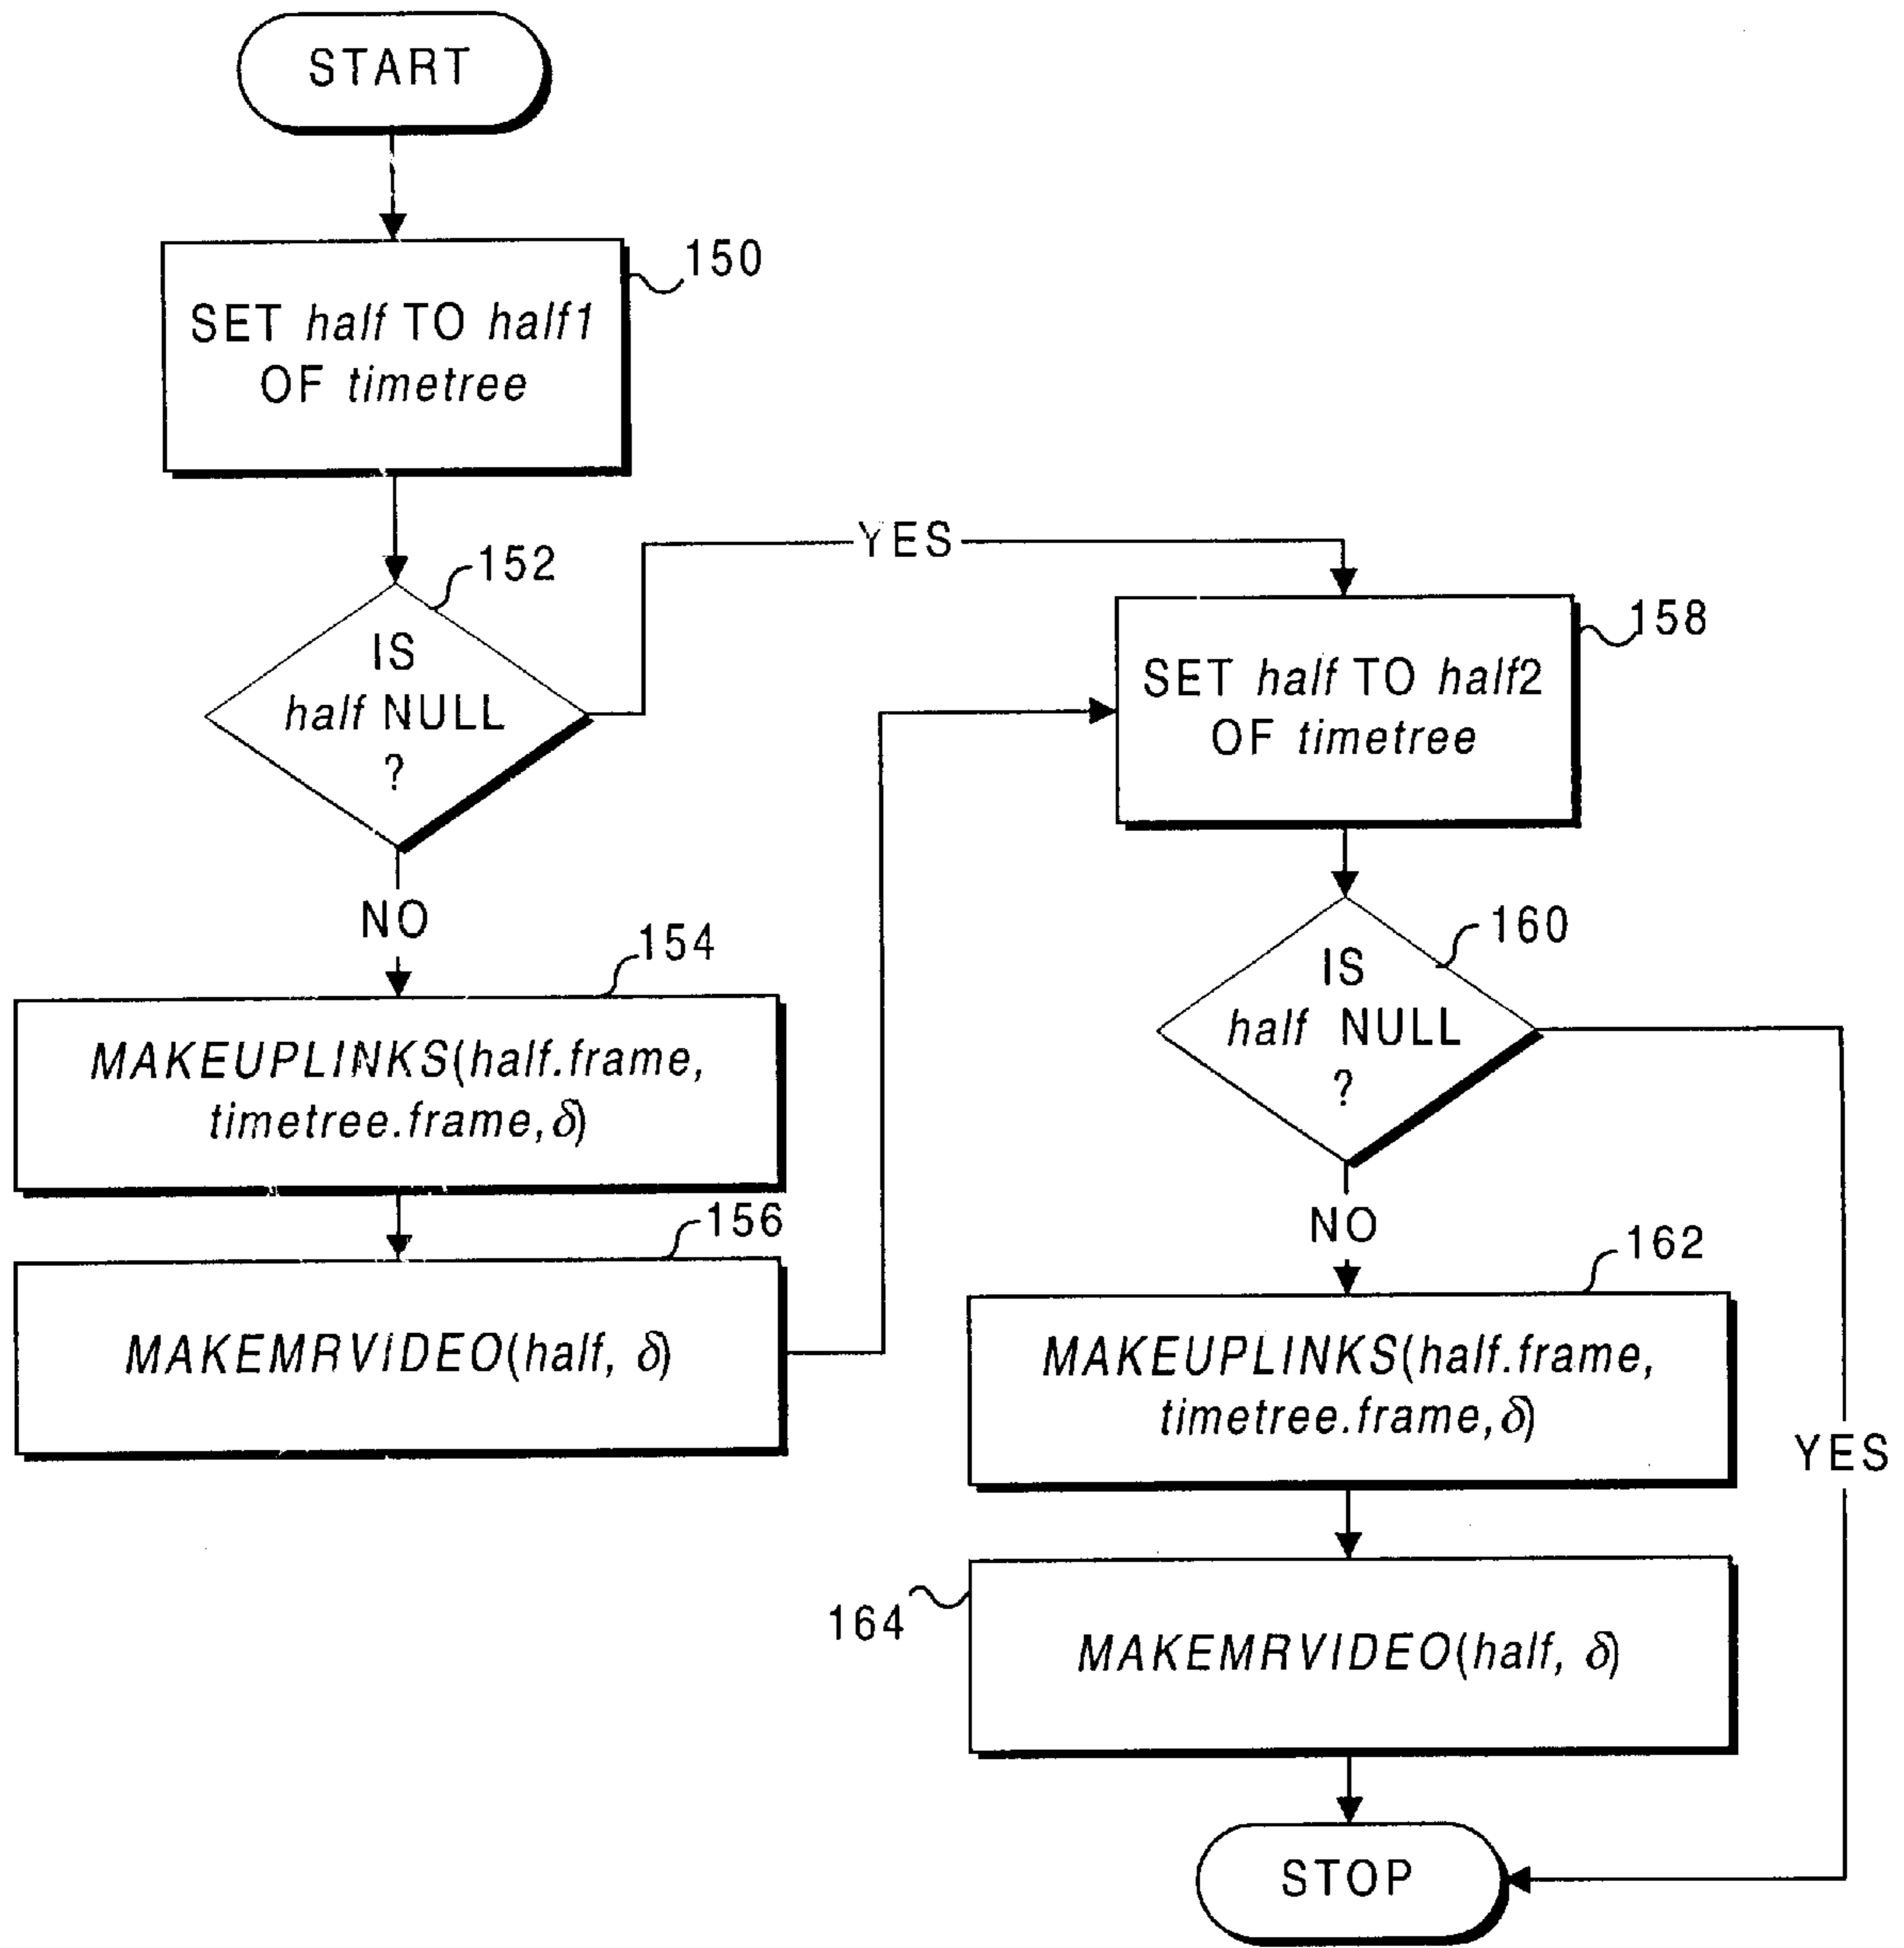 START
150
SET half TO half1
OF timetree
152
IS
half NULL
?
YES
NO
154
MAKEUPLINKS(half.frame,
timetree.frame,δ)
156
MAKEMRVIDEO(half, δ)
158
SET half TO half2
OF timetree
160
IS
half NULL
?
YES
NO
162
MAKEUPLINKS(half.frame,
timetree.frame,δ)
164
MAKEMRVIDEO(half, δ)
STOP